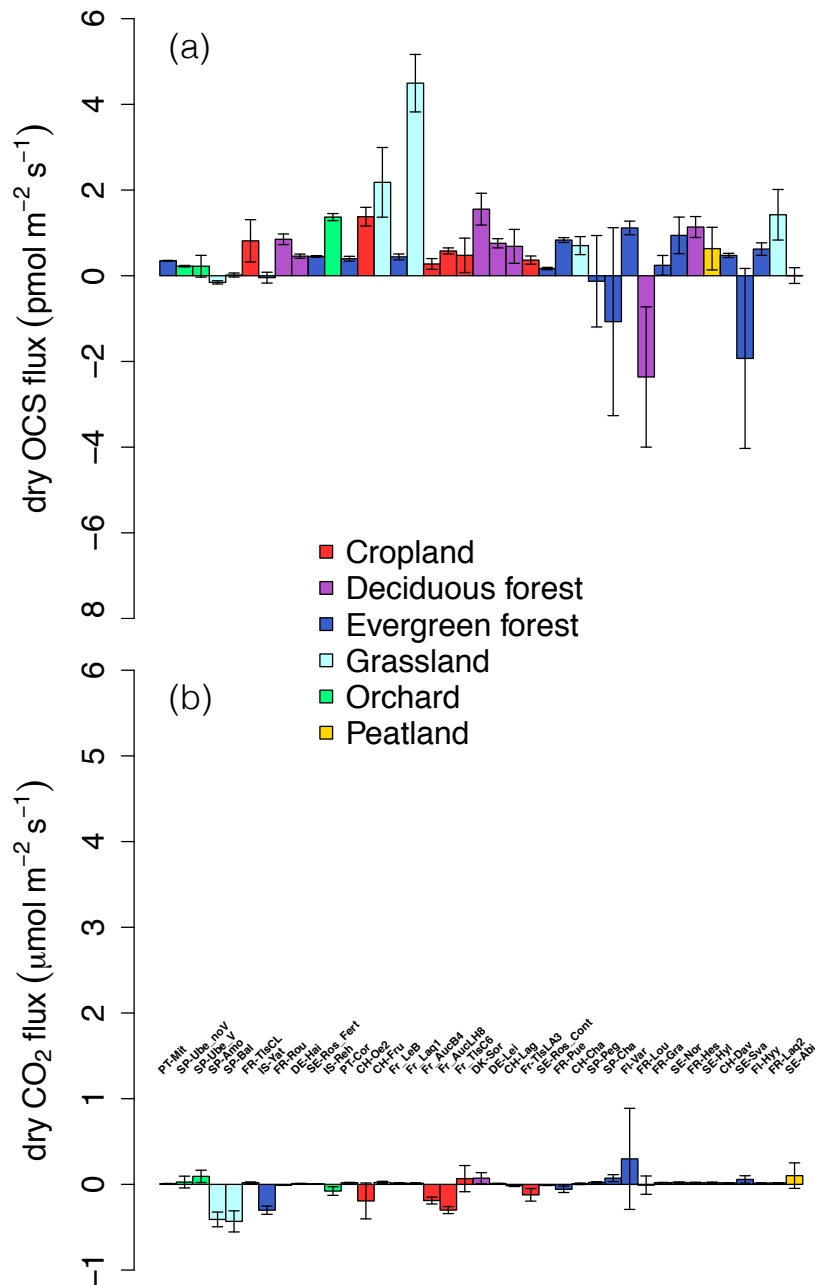 (a)
dry OCS flux (pmol m⁻² s⁻¹)
6
4
2
0
−2
−4
−6
8
Cropland
Deciduous forest
Evergreen forest
Grassland
Orchard
Peatland
(b)
dry CO₂ flux (μmol m⁻² s⁻¹)
6
5
4
3
2
1
0
−1
PT-Mit
SP-Ube_noV
SP-Ube_V
SP-Amo
SP-Bal
FR-TlsCL
IS-Yat
FR-Rou
DE-Hai
SE-Ros_Fert
IS-Reh
PT-Cor
CH-Oe2
CH-Fru
Fr_LeB
Fr_Laq1
Fr_AucB4
Fr_AucLH8
Fr_TlsC6
DK-Sor
DE-Lei
CH-Lag
Fr-TlsLA3
SE-Ros_Cont
FR-Pue
CH-Cha
SP-Peg
SP-Cha
FI-Var
FR-Lou
FR-Gra
SE-Nor
FR-Hes
SE-Hyl
CH-Dav
SE-Sva
FI-Hyy
FR-Laq2
SE-Abi